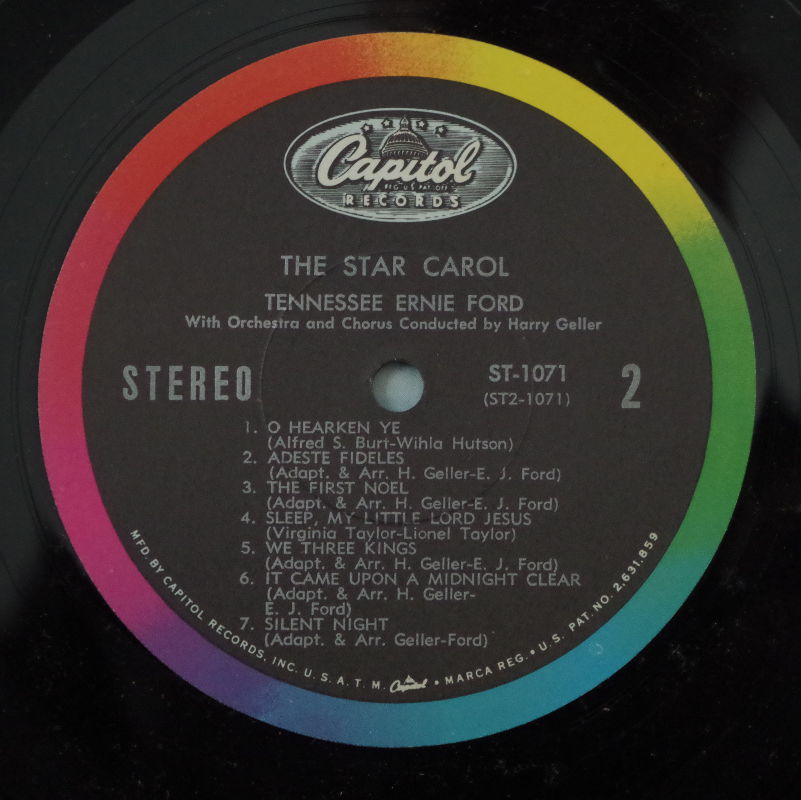 Capitol
REG. U.S. PAT. OFF.
RECORDS
THE STAR CAROL
TENNESSEE ERNIE FORD
With Orchestra and Chorus Conducted by Harry Geller
STEREO
ST-1071
(ST2-1071)
2
1. O HEARKEN YE
(Alfred S. Burt-Wihla Hutson)
2. ADESTE FIDELES
(Adapt. & Arr. H. Geller-E. J. Ford)
3. THE FIRST NOEL
(Adapt. & Arr. H. Geller-E. J. Ford)
4. SLEEP, MY LITTLE LORD JESUS
(Virginia Taylor-Lionel Taylor)
5. WE THREE KINGS
(Adapt. & Arr. H. Geller-E. J. Ford)
6. IT CAME UPON A MIDNIGHT CLEAR
(Adapt. & Arr. H. Geller-
E. J. Ford)
7. SILENT NIGHT
(Adapt. & Arr. Geller-Ford)
MFD. BY CAPITOL RECORDS, INC. U. S. A. T. M. Capitol • MARCA REG. • U. S. PAT. NO. 2,631,859